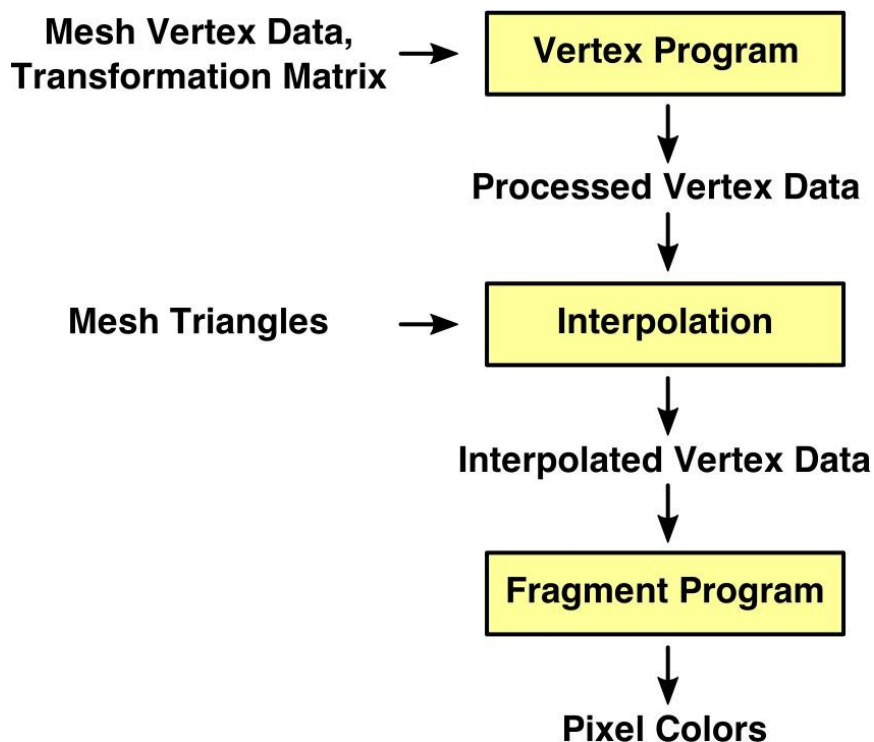 Mesh Vertex Data,
Transformation Matrix
Vertex Program
Processed Vertex Data
Mesh Triangles
Interpolation
Interpolated Vertex Data
Fragment Program
Pixel Colors